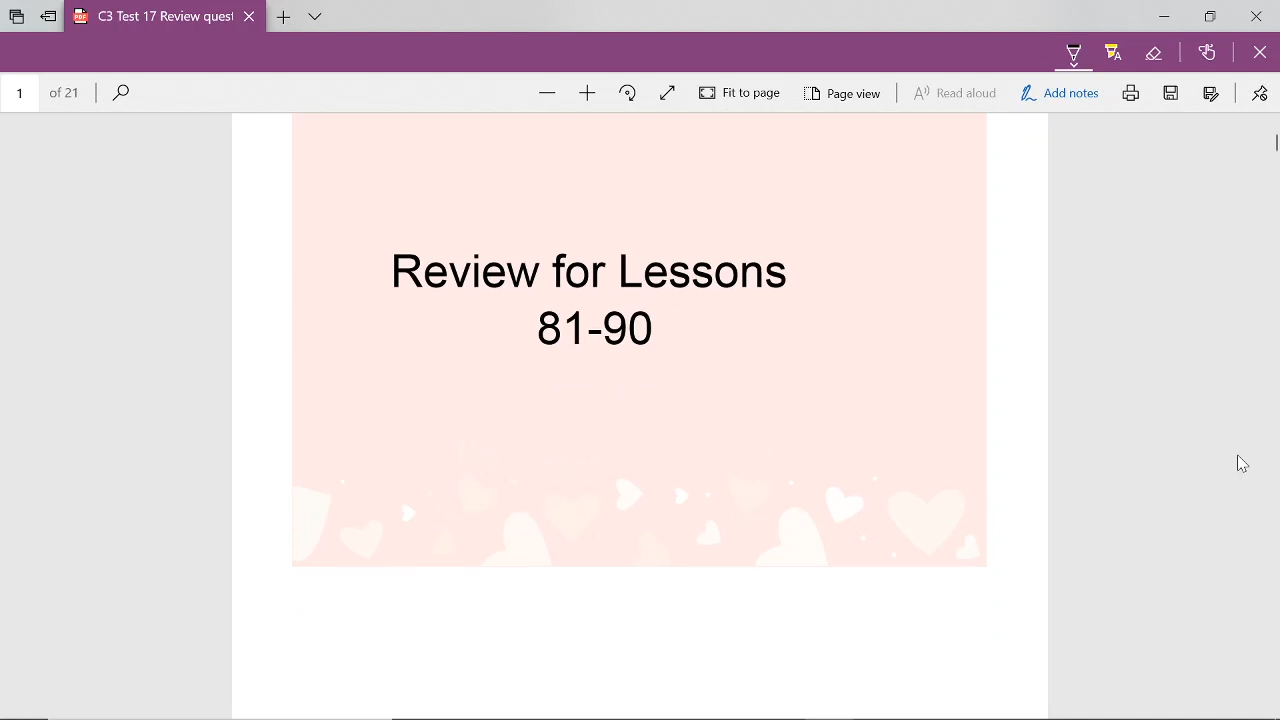 C3 Test 17 Review quest
1 of 21 Fit to page Page view Read aloud Add notes
Review for Lessons
81-90